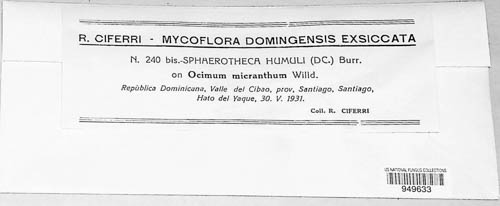 R. CIFERRI - MYCOFLORA DOMINGENSIS EXSICCATA
N. 240 bis.-SPHAEROTHECA HUMULI (DC.) Burr.
on Ocimum micranthum Willd.
República Dominicana, Valle del Cibao, prov, Santiago, Santiago,
Hato del Yaque, 30. V. 1931.
Coll. R. CIFERRI
US NATIONAL FUNGUS COLLECTIONS
949633